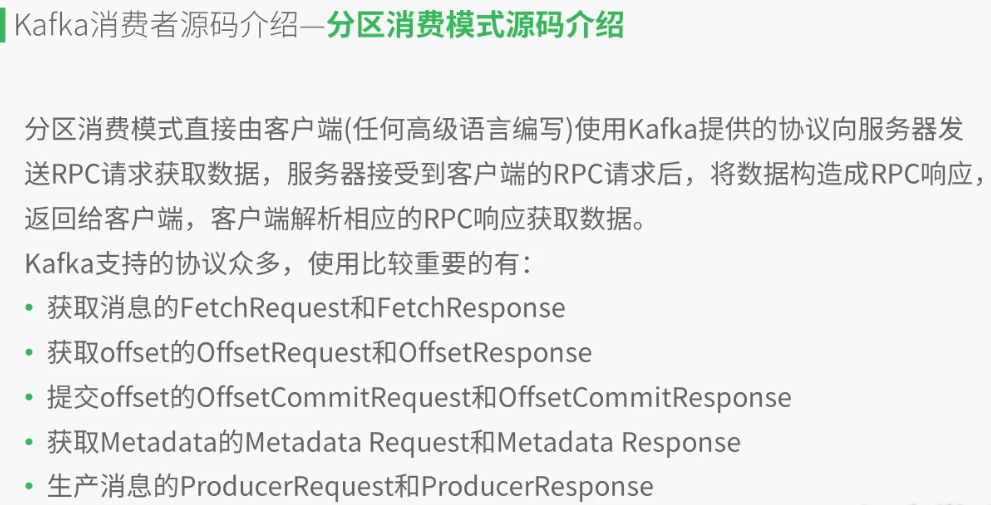 Kafka消费者源码介绍—分区消费模式源码介绍
分区消费模式直接由客户端(任何高级语言编写)使用Kafka提供的协议向服务器发
送RPC请求获取数据，服务器接受到客户端的RPC请求后，将数据构造成RPC响应，
返回给客户端，客户端解析相应的RPC响应获取数据。
Kafka支持的协议众多，使用比较重要的有：
• 获取消息的FetchRequest和FetchResponse
• 获取offset的OffsetRequest和OffsetResponse
• 提交offset的OffsetCommitRequest和OffsetCommitResponse
• 获取Metadata的Metadata Request和Metadata Response
• 生产消息的ProducerRequest和ProducerResponse